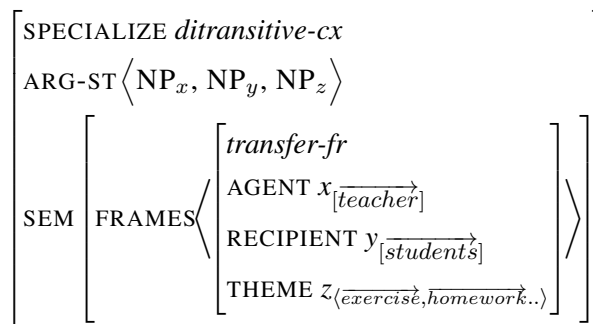 SPECIALIZE ditransitive-cx
ARG-ST ⟨NPx, NPy, NPz⟩
transfer-fr
AGENT x[teacher]
SEM [FRAMES⟨
RECIPIENT y[students]
THEME z⟨exercise,homework..⟩